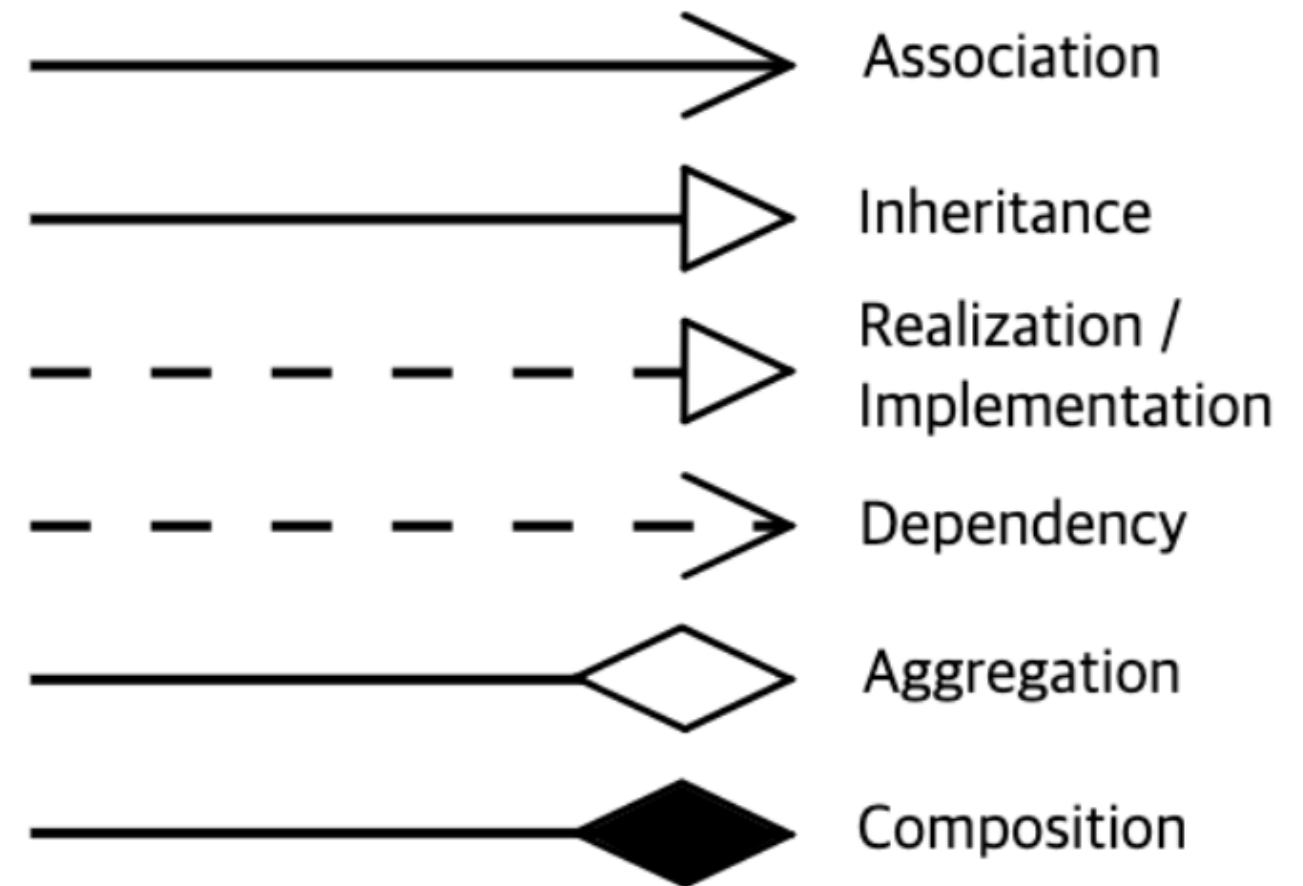 Association
Inheritance
Realization /
Implementation
Dependency
Aggregation
Composition